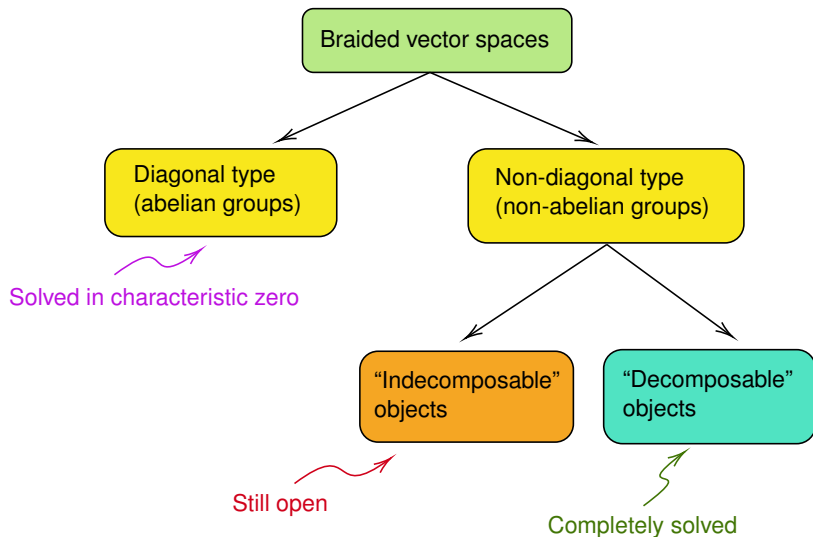 Braided vector spaces
Diagonal type
(abelian groups)
Non-diagonal type
(non-abelian groups)
Solved in characteristic zero
“Indecomposable”
objects
“Decomposable”
objects
Still open
Completely solved